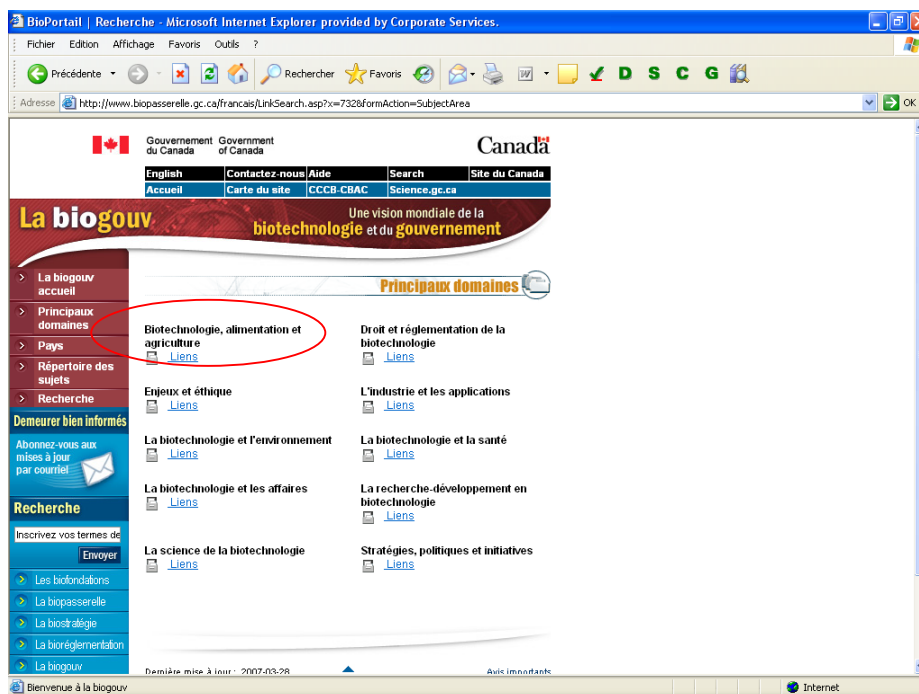 BioPortail | Recherche - Microsoft Internet Explorer provided by Corporate Services.
Fichier Edition Affichage Favoris Outils ?
Précédente Rechercher Favoris D S C G
Adresse http://www.biopasserelle.gc.ca/francais/LinkSearch.asp?x=732&formAction=SubjectArea OK
Gouvernement du Canada
Government of Canada
Canada
English Contactez-nous Aide Search Site du Canada
Accueil Carte du site CCCB-CBAC Science.gc.ca
La biogouv
Une vision mondiale de la
biotechnologie et du gouvernement
La biogouv
accueil
Principaux
domaines
Pays
Répertoire des
sujets
Recherche
Demeurer bien informés
Abonnez-vous aux
mises à jour
par courriel
Recherche
Inscrivez vos termes de
Envoyer
Les biofondations
La biopasserelle
La biostratégie
La bioréglementation
La biogouv
Principaux domaines
Biotechnologie, alimentation et
agriculture
Liens
Droit et réglementation de la
biotechnologie
Liens
Enjeux et éthique
Liens
L'industrie et les applications
Liens
La biotechnologie et l'environnement
Liens
La biotechnologie et la santé
Liens
La biotechnologie et les affaires
Liens
La recherche-développement en
biotechnologie
Liens
La science de la biotechnologie
Liens
Stratégies, politiques et initiatives
Liens
Dernière mise à jour : 2007-03-28 Avis importants
Bienvenue à la biogouv Internet